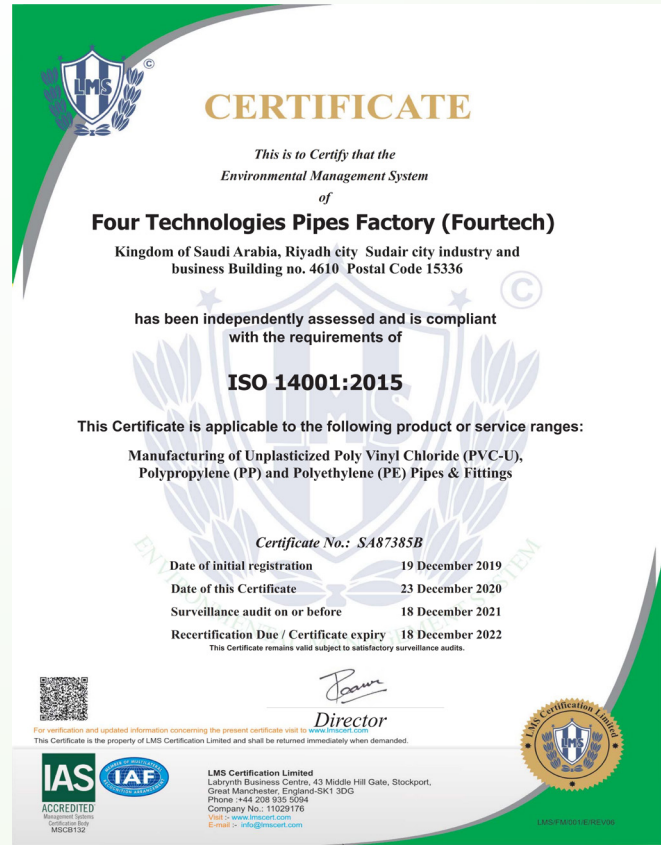 LMS
©
CERTIFICATE
This is to Certify that the
Environmental Management System
of
Four Technologies Pipes Factory (Fourtech)
Kingdom of Saudi Arabia, Riyadh city Sudair city industry and
business Building no. 4610 Postal Code 15336
has been independently assessed and is compliant
with the requirements of
ISO 14001:2015
This Certificate is applicable to the following product or service ranges:
Manufacturing of Unplasticized Poly Vinyl Chloride (PVC-U),
Polypropylene (PP) and Polyethylene (PE) Pipes & Fittings
Certificate No.: SA87385B
Date of initial registration 19 December 2019
Date of this Certificate 23 December 2020
Surveillance audit on or before 18 December 2021
Recertification Due / Certificate expiry 18 December 2022
This Certificate remains valid subject to satisfactory surveillance audits.
Director
For verification and updated information concerning the present certificate visit to www.lmscert.com
This Certificate is the property of LMS Certification Limited and shall be returned immediately when demanded.
IAS
ACCREDITED
Management Systems
Certification Body
MSCB132
MEMBER OF MULTILATERAL
IAF
RECOGNITION ARRANGEMENT
LMS Certification Limited
Labrynth Business Centre, 43 Middle Hill Gate, Stockport,
Great Manchester, England-SK1 3DG
Phone :+44 208 935 5094
Company No.: 11029176
Visit :- www.lmscert.com
E-mail :- info@lmscert.com
LMS Certification Limited
LMS
LMS/FM/001/E/REV06